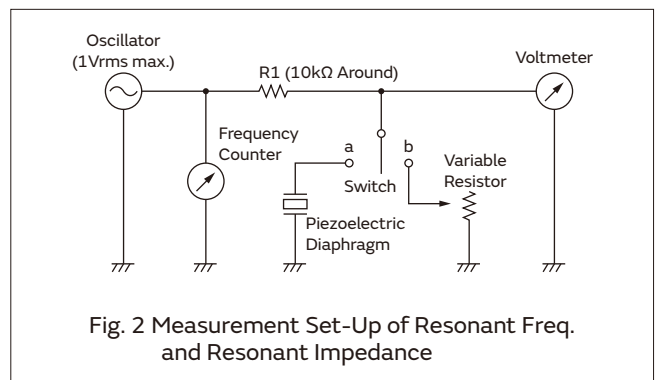 Oscillator
(1Vrms max.)
R1 (10kΩ Around)
Voltmeter
Frequency
Counter
a
b
Switch
Variable
Resistor
Piezoelectric
Diaphragm
Fig. 2 Measurement Set-Up of Resonant Freq.
and Resonant Impedance